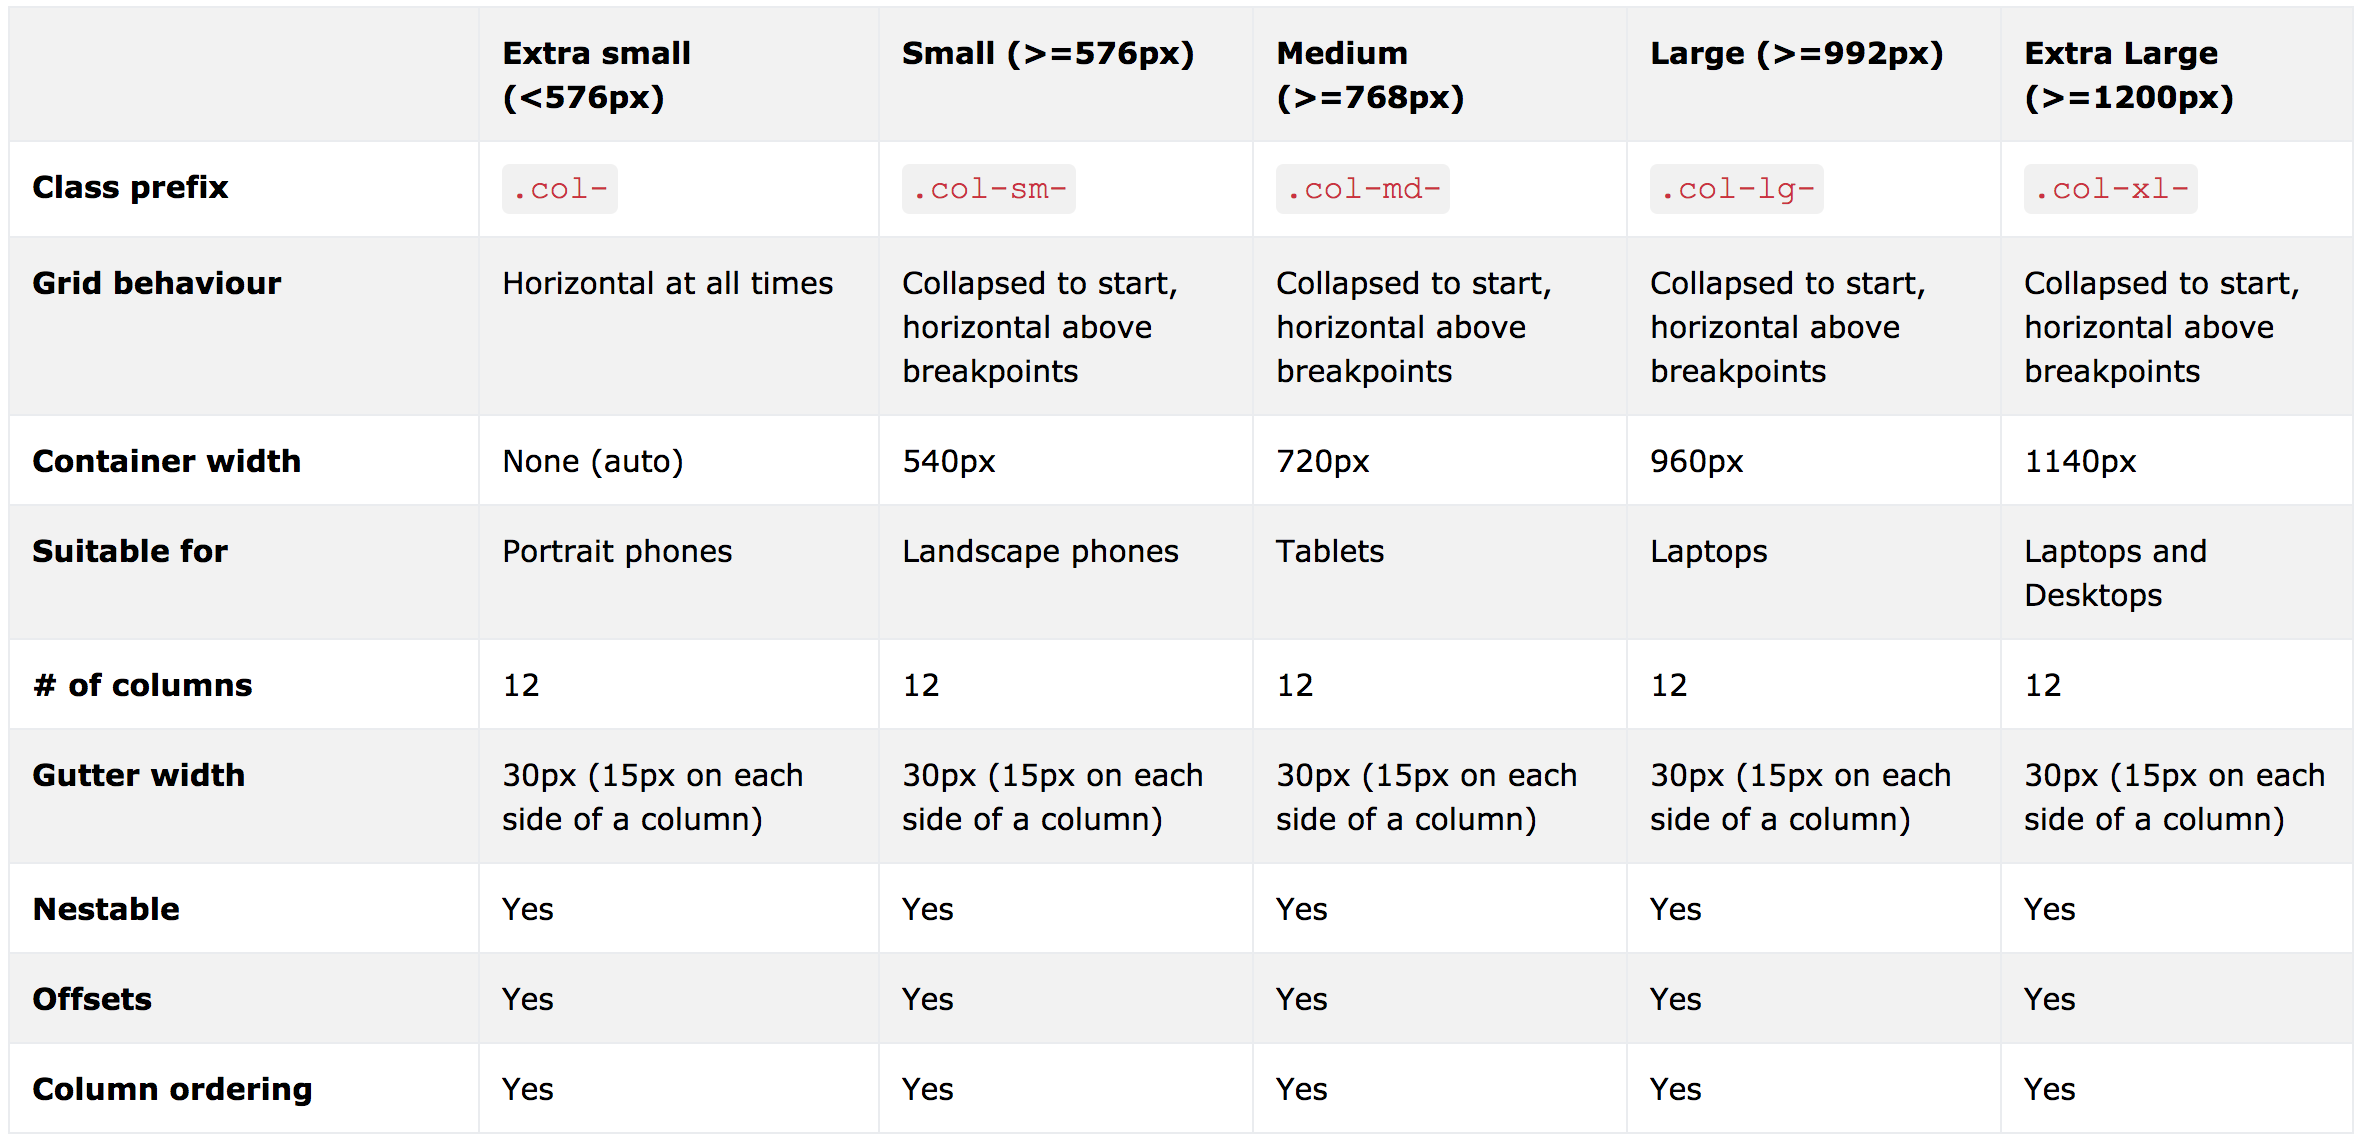 Extra small (<576px) Small (>=576px) Medium (>=768px) Large (>=992px) Extra Large (>=1200px)
Class prefix .col- .col-sm- .col-md- .col-lg- .col-xl-
Grid behaviour Horizontal at all times Collapsed to start, horizontal above breakpoints Collapsed to start, horizontal above breakpoints Collapsed to start, horizontal above breakpoints Collapsed to start, horizontal above breakpoints
Container width None (auto) 540px 720px 960px 1140px
Suitable for Portrait phones Landscape phones Tablets Laptops Laptops and Desktops
# of columns 12 12 12 12 12
Gutter width 30px (15px on each side of a column) 30px (15px on each side of a column) 30px (15px on each side of a column) 30px (15px on each side of a column) 30px (15px on each side of a column)
Nestable Yes Yes Yes Yes Yes
Offsets Yes Yes Yes Yes Yes
Column ordering Yes Yes Yes Yes Yes